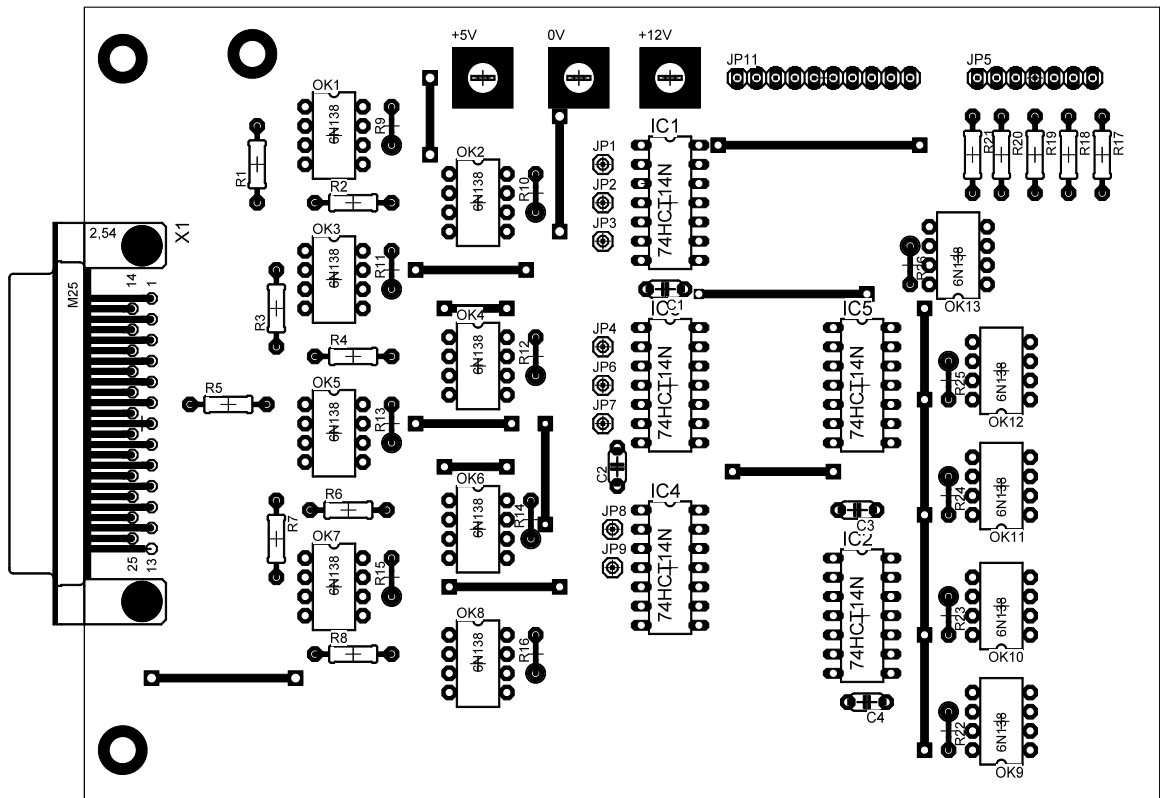 +5V
0V
+12V
JP11
JP5
OK1
6N138
R9
R1
R2
OK2
6N138
R10
JP1
JP2
JP3
IC1
74HCT14N
R21
R20
R19
R18
R17
2,54
X1
M25
14
1
25
13
OK3
6N138
R11
R3
R4
OK4
6N138
R12
C1
JP4
JP6
JP7
74HCT14N
IC5
74HCT14N
R26
6N138
OK13
R25
6N138
OK12
R5
OK5
6N138
R13
OK6
6N138
R14
R6
R7
C2
IC4
JP8
JP9
74HCT14N
C3
IC2
74HCT14N
R24
6N138
OK11
OK7
6N138
R15
R8
OK8
6N138
R16
C4
R23
6N138
OK10
R22
6N138
OK9